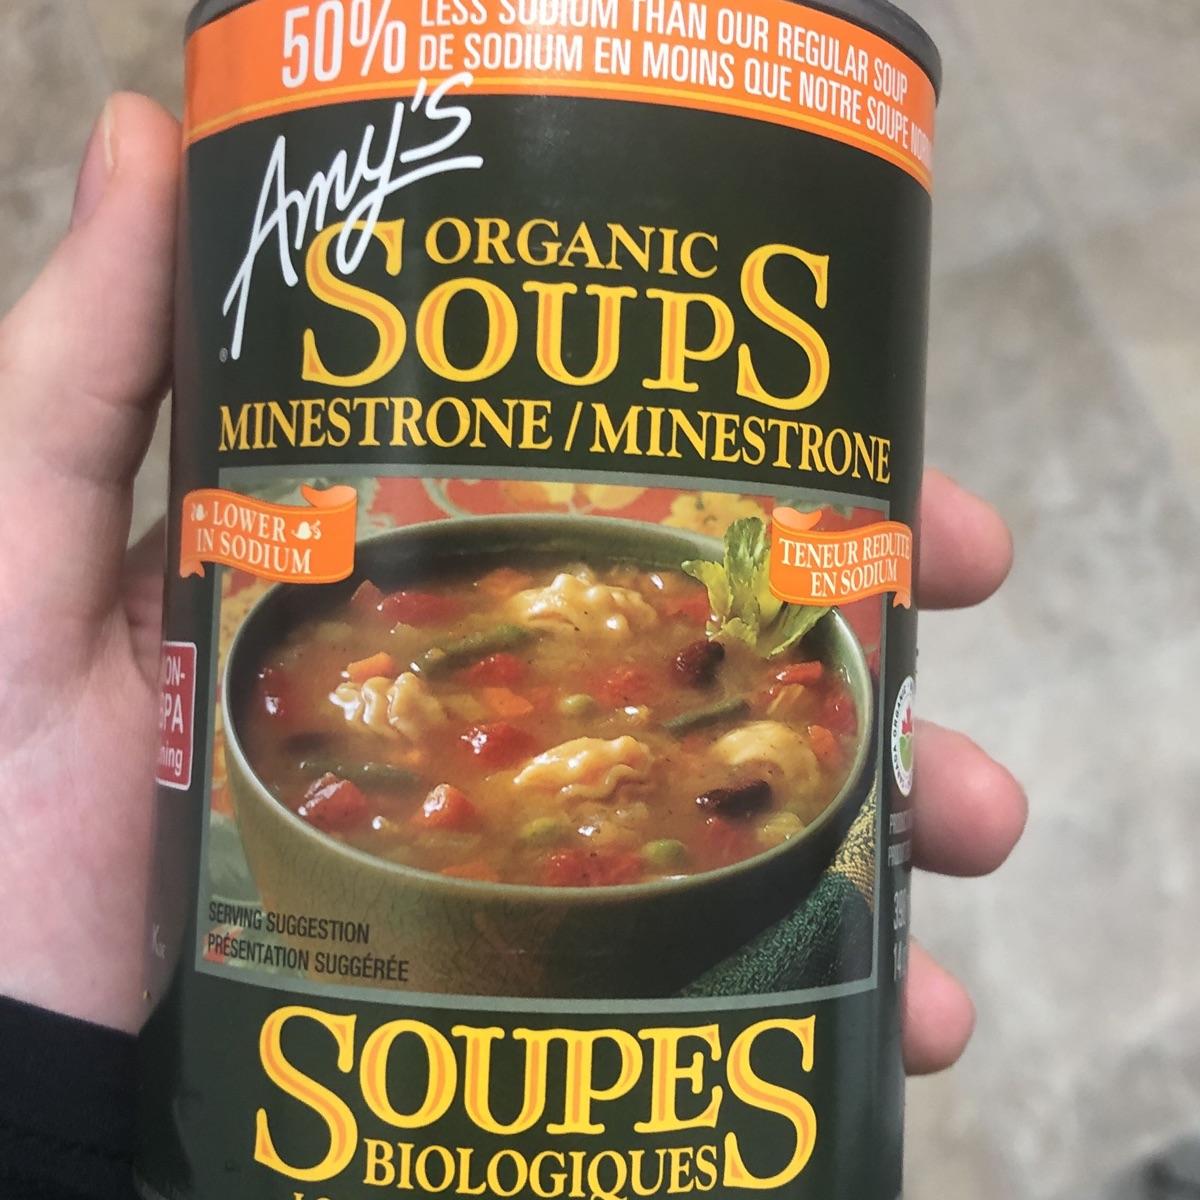 50% LESS SODIUM THAN OUR REGULAR SOUP
DE SODIUM EN MOINS QUE NOTRE SOUPE
Amy's
®
ORGANIC
SOUPS
MINESTRONE / MINESTRONE
LOWER
IN SODIUM
TENEUR REDUITE
EN SODIUM
SERVING SUGGESTION
PRÉSENTATION SUGGÉRÉE
SOUPES
BIOLOGIQUES